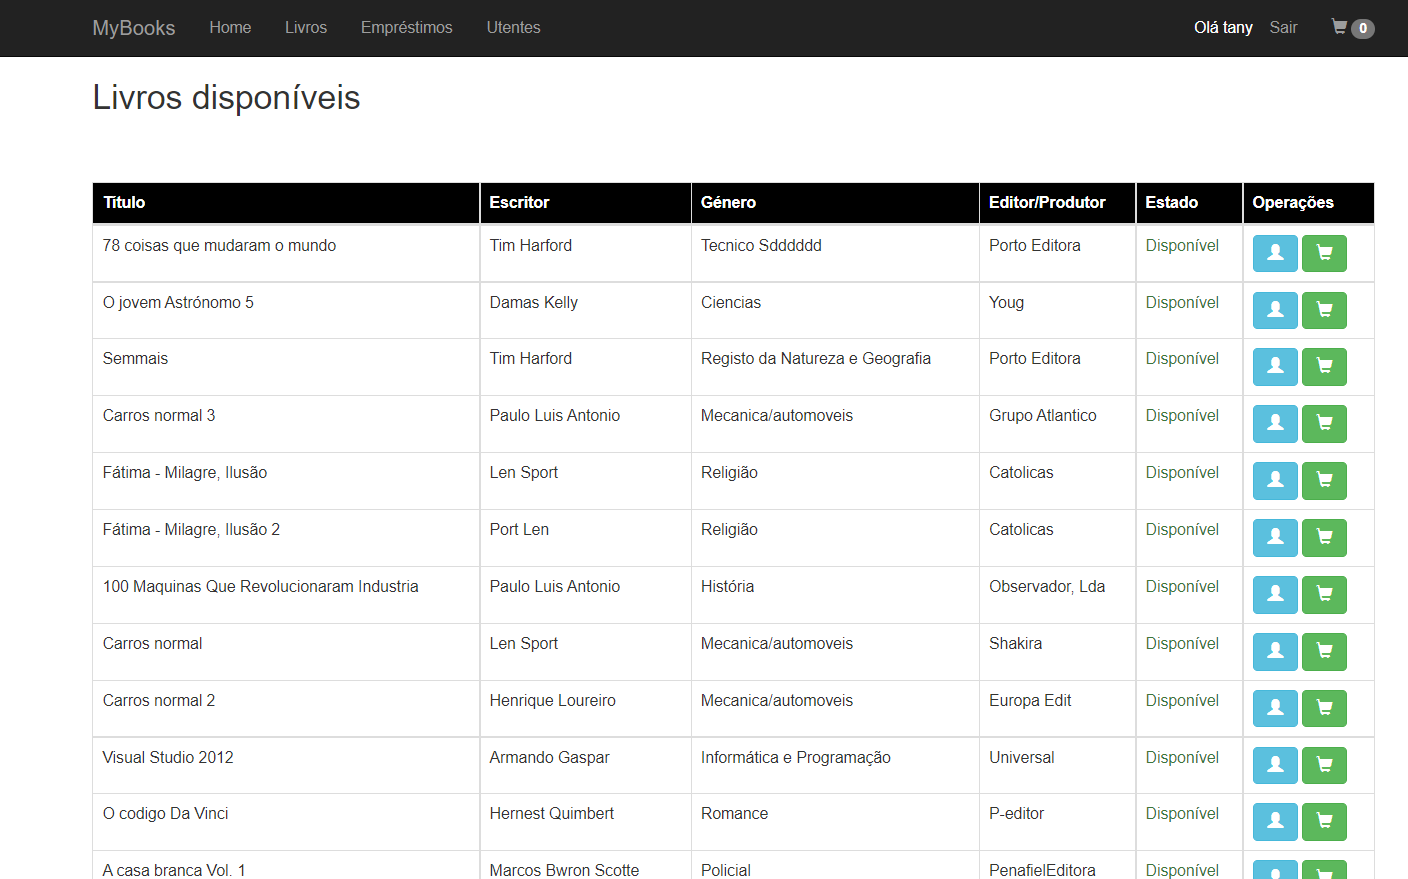 MyBooks Home Livros Empréstimos Utentes Olá tany Sair 0
Livros disponíveis
Título Escritor Género Editor/Produtor Estado Operações
78 coisas que mudaram o mundo Tim Harford Tecnico Sdddddd Porto Editora Disponível
O jovem Astrónomo 5 Damas Kelly Ciencias Youg Disponível
Semmais Tim Harford Registo da Natureza e Geografia Porto Editora Disponível
Carros normal 3 Paulo Luis Antonio Mecanica/automoveis Grupo Atlantico Disponível
Fátima - Milagre, Ilusão Len Sport Religião Catolicas Disponível
Fátima - Milagre, Ilusão 2 Port Len Religião Catolicas Disponível
100 Maquinas Que Revolucionaram Industria Paulo Luis Antonio História Observador, Lda Disponível
Carros normal Len Sport Mecanica/automoveis Shakira Disponível
Carros normal 2 Henrique Loureiro Mecanica/automoveis Europa Edit Disponível
Visual Studio 2012 Armando Gaspar Informática e Programação Universal Disponível
O codigo Da Vinci Hernest Quimbert Romance P-editor Disponível
A casa branca Vol. 1 Marcos Bwron Scotte Policial PenafielEditora Disponível